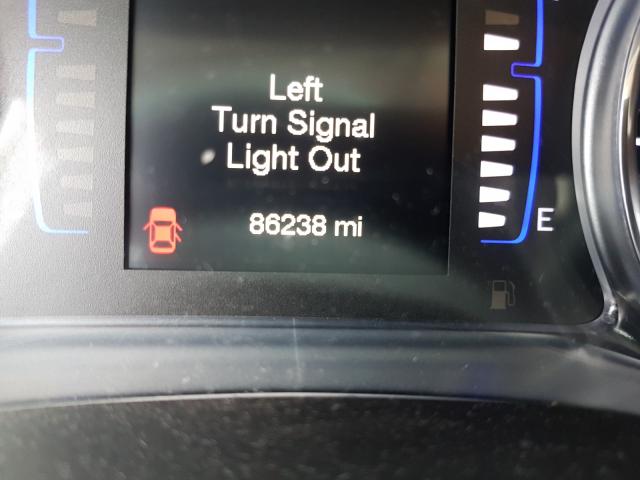 Left
Turn Signal
Light Out
86238 mi
E